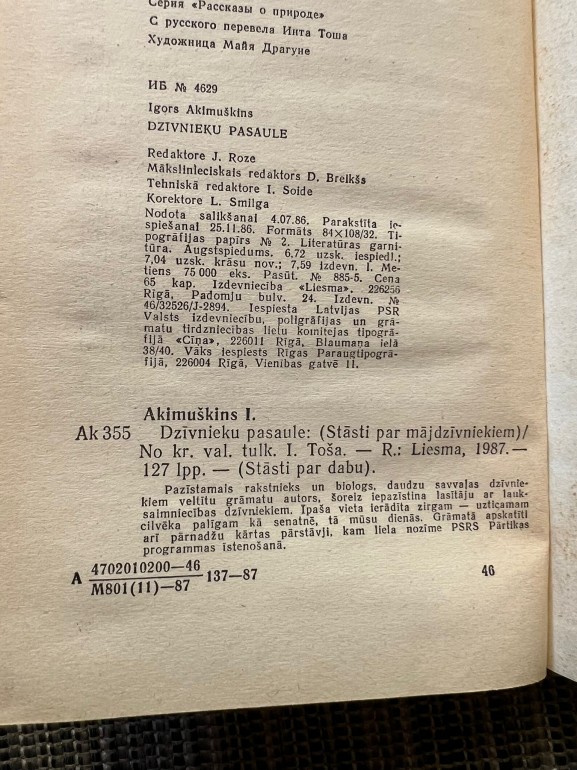 Серия «Рассказы о природе»
С русского перевела Инта Тоша
Художница Майя Драгуне
ИБ № 4629
Igors Akimuškins
DZĪVNIEKU PASAULE
Redaktore J. Roze
Mākslinieciskais redaktors D. Breikšs
Tehniskā redaktore I. Soide
Korektore L. Smilga
Nodota salikšanai 4.07.86. Parakstīta ie-
spiešanai 25.11.86. Formāts 84×108/32. Ti-
pogrāfijas papīrs № 2. Literatūras garni-
tūra. Augstspiedums. 6,72 uzsk. iespiedl.;
7,04 uzsk. krāsu nov.; 7,59 izdevn. l. Me-
tiens 75 000 eks. Pasūt. № 885-5. Cena
65 kap. Izdevniecība «Liesma», 226256
Rīgā, Padomju bulv. 24. Izdevn. №
46/32526/J-2894. Iespiesta Latvijas PSR
Valsts izdevniecību, poligrāfijas un grā-
matu tirdzniecības lietu komitejas tipogrā-
fijā «Cīņa», 226011 Rīgā, Blaumaņa ielā
38/40. Vāks iespiests Rīgas Paraugtipogrā-
fijā, 226004 Rīgā, Vienības gatvē 11.
Akimuškins I.
Ak 355 Dzīvnieku pasaule: (Stāsti par mājdzīvniekiem)/
No kr. val. tulk. I. Toša. — R.: Liesma, 1987.—
127 lpp. — (Stāsti par dabu).
Pazīstamais rakstnieks un biologs, daudzu savvaļas dzīvnie-
kiem veltītu grāmatu autors, šoreiz iepazīstina lasītāju ar lauk-
saimniecības dzīvniekiem. Īpaša vieta ierādīta zirgam — uzticamam
cilvēka palīgam kā senatnē, tā mūsu dienās. Grāmatā apskatīti
arī pārnadžu kārtas pārstāvji, kam liela nozīme PSRS Pārtikas
programmas īstenošanā.
A 4702010200—46 137—87
M801(11)—87
46